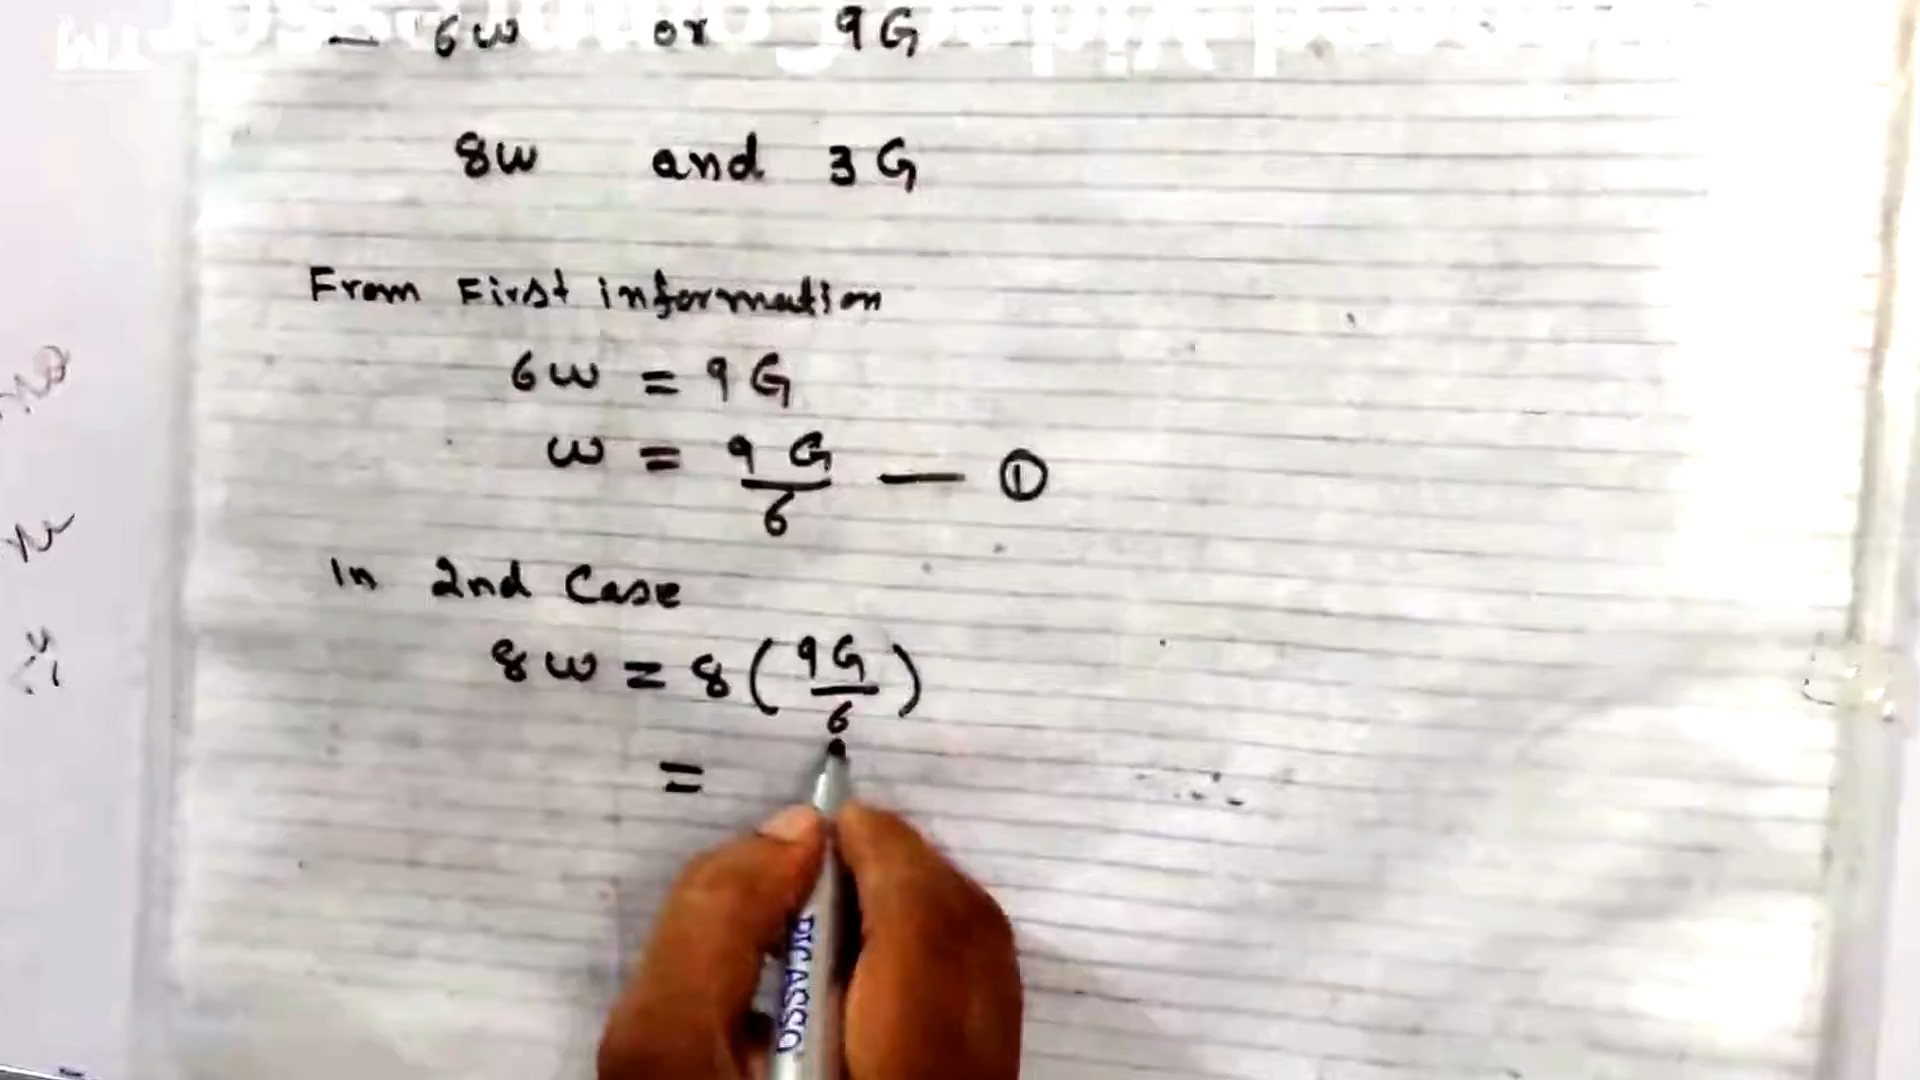 – 6w or 9G
8w and 3G
From First information
6w = 9G
w = 9G/6 — ①
In 2nd Case
8w = 8(9G/6)
=
PICASSO